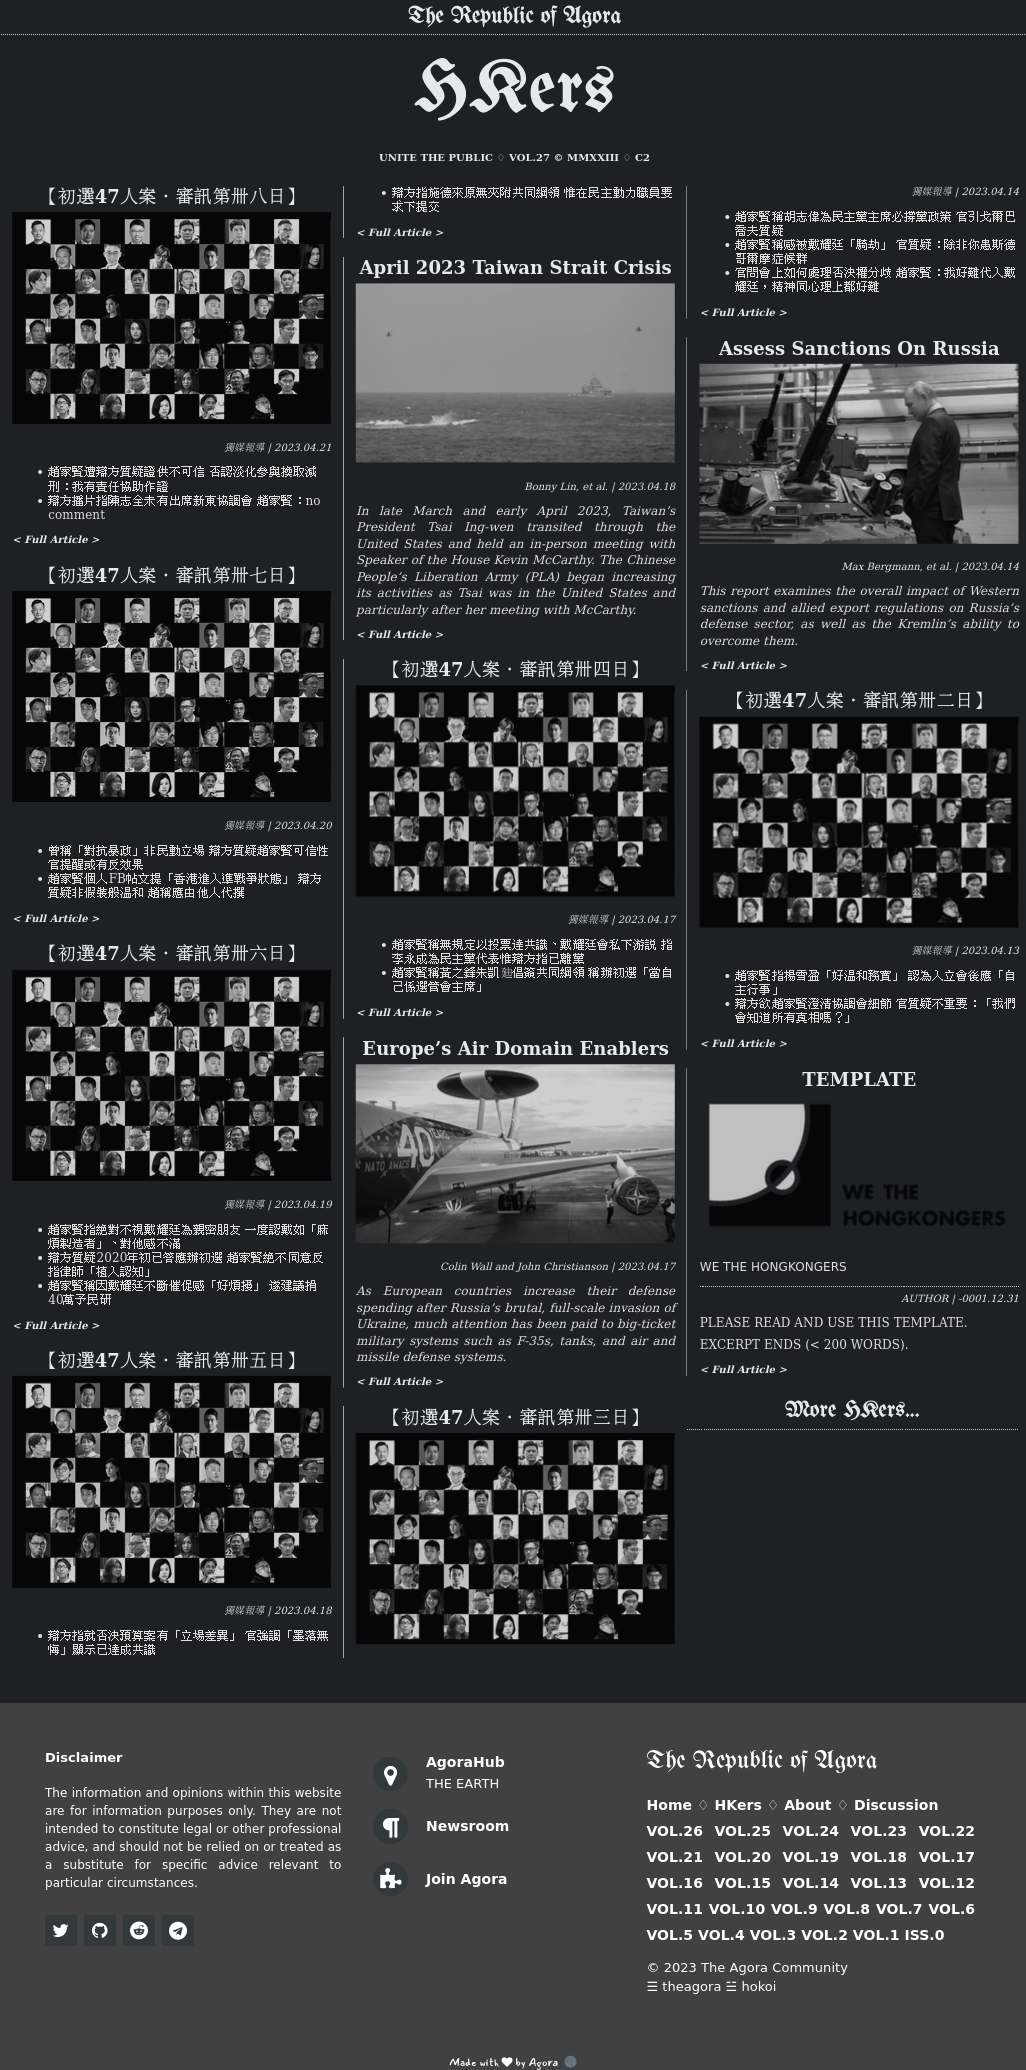 The Republic of Agora
HKers
UNITE THE PUBLIC ♢ VOL.27 © MMXXIII ♢ C2
【初選47人案・審訊第卅八日】
獨媒報導 | 2023.04.21
• 趙家賢遭辯方質疑證供不可信 否認淡化參與換取減
刑：我有責任協助作證
• 辯方播片指陳志全未有出席新東協調會 趙家賢：no
comment
< Full Article >
【初選47人案・審訊第卅七日】
獨媒報導 | 2023.04.20
• 曾稱「對抗暴政」非民動立場 辯方質疑趙家賢可信性
官提醒或有反效果
• 趙家賢個人FB帖文提「香港進入準戰爭狀態」 辯方
質疑非假裝般溫和 趙稱應由他人代撰
< Full Article >
【初選47人案・審訊第卅六日】
獨媒報導 | 2023.04.19
• 趙家賢指絕對不視戴耀廷為親密朋友 一度認戴如「麻
煩製造者」、對他感不滿
• 辯方質疑2020年初已答應辦初選 趙家賢絕不同意反
指律師「植入認知」
• 趙家賢稱因戴耀廷不斷催促感「好煩擾」 遂建議捐
40萬予民研
< Full Article >
【初選47人案・審訊第卅五日】
獨媒報導 | 2023.04.18
• 辯方指就否決預算案有「立場差異」 官強調「墨落無
悔」顯示已達成共識
• 辯方指施德來原無夾附共同綱領 惟在民主動力職員要
求下提交
< Full Article >
April 2023 Taiwan Strait Crisis
Bonny Lin, et al. | 2023.04.18
In late March and early April 2023, Taiwan’s
President Tsai Ing-wen transited through the
United States and held an in-person meeting with
Speaker of the House Kevin McCarthy. The Chinese
People’s Liberation Army (PLA) began increasing
its activities as Tsai was in the United States and
particularly after her meeting with McCarthy.
< Full Article >
【初選47人案・審訊第卅四日】
獨媒報導 | 2023.04.17
• 趙家賢稱無規定以投票達共識、戴耀廷會私下游説 指
李永成為民主黨代表惟辯方指已離黨
• 趙家賢稱黃之鋒朱凱廸倡簽共同綱領 稱辦初選「當自
己係選管會主席」
< Full Article >
Europe’s Air Domain Enablers
40
NATO AWACS
Colin Wall and John Christianson | 2023.04.17
As European countries increase their defense
spending after Russia’s brutal, full-scale invasion of
Ukraine, much attention has been paid to big-ticket
military systems such as F-35s, tanks, and air and
missile defense systems.
< Full Article >
【初選47人案・審訊第卅三日】
獨媒報導 | 2023.04.14
• 趙家賢稱胡志偉為民主黨主席必撐黨政策 官引戈爾巴
喬夫質疑
• 趙家賢稱感被戴耀廷「騎劫」 官質疑：除非你患斯德
哥爾摩症候群
• 官問會上如何處理否決權分歧 趙家賢：我好難代入戴
耀廷，精神同心理上都好難
< Full Article >
Assess Sanctions On Russia
Max Bergmann, et al. | 2023.04.14
This report examines the overall impact of Western
sanctions and allied export regulations on Russia’s
defense sector, as well as the Kremlin’s ability to
overcome them.
< Full Article >
【初選47人案・審訊第卅二日】
獨媒報導 | 2023.04.13
• 趙家賢指楊雪盈「好溫和務實」 認為入立會後應「自
主行事」
• 辯方欲趙家賢澄清協調會細節 官質疑不重要：「我們
會知道所有真相嗎？」
< Full Article >
TEMPLATE
WE THE
HONGKONGERS
WE THE HONGKONGERS
AUTHOR | -0001.12.31
PLEASE READ AND USE THIS TEMPLATE.
EXCERPT ENDS (< 200 WORDS).
< Full Article >
More HKers...
Disclaimer
The information and opinions within this website
are for information purposes only. They are not
intended to constitute legal or other professional
advice, and should not be relied on or treated as
a substitute for specific advice relevant to
particular circumstances.
AgoraHub
THE EARTH
Newsroom
Join Agora
The Republic of Agora
Home ♢ HKers ♢ About ♢ Discussion
VOL.26 VOL.25 VOL.24 VOL.23 VOL.22
VOL.21 VOL.20 VOL.19 VOL.18 VOL.17
VOL.16 VOL.15 VOL.14 VOL.13 VOL.12
VOL.11 VOL.10 VOL.9 VOL.8 VOL.7 VOL.6
VOL.5 VOL.4 VOL.3 VOL.2 VOL.1 ISS.0
© 2023 The Agora Community
☰ theagora ☱ hokoi
Made with ♥ by Agora